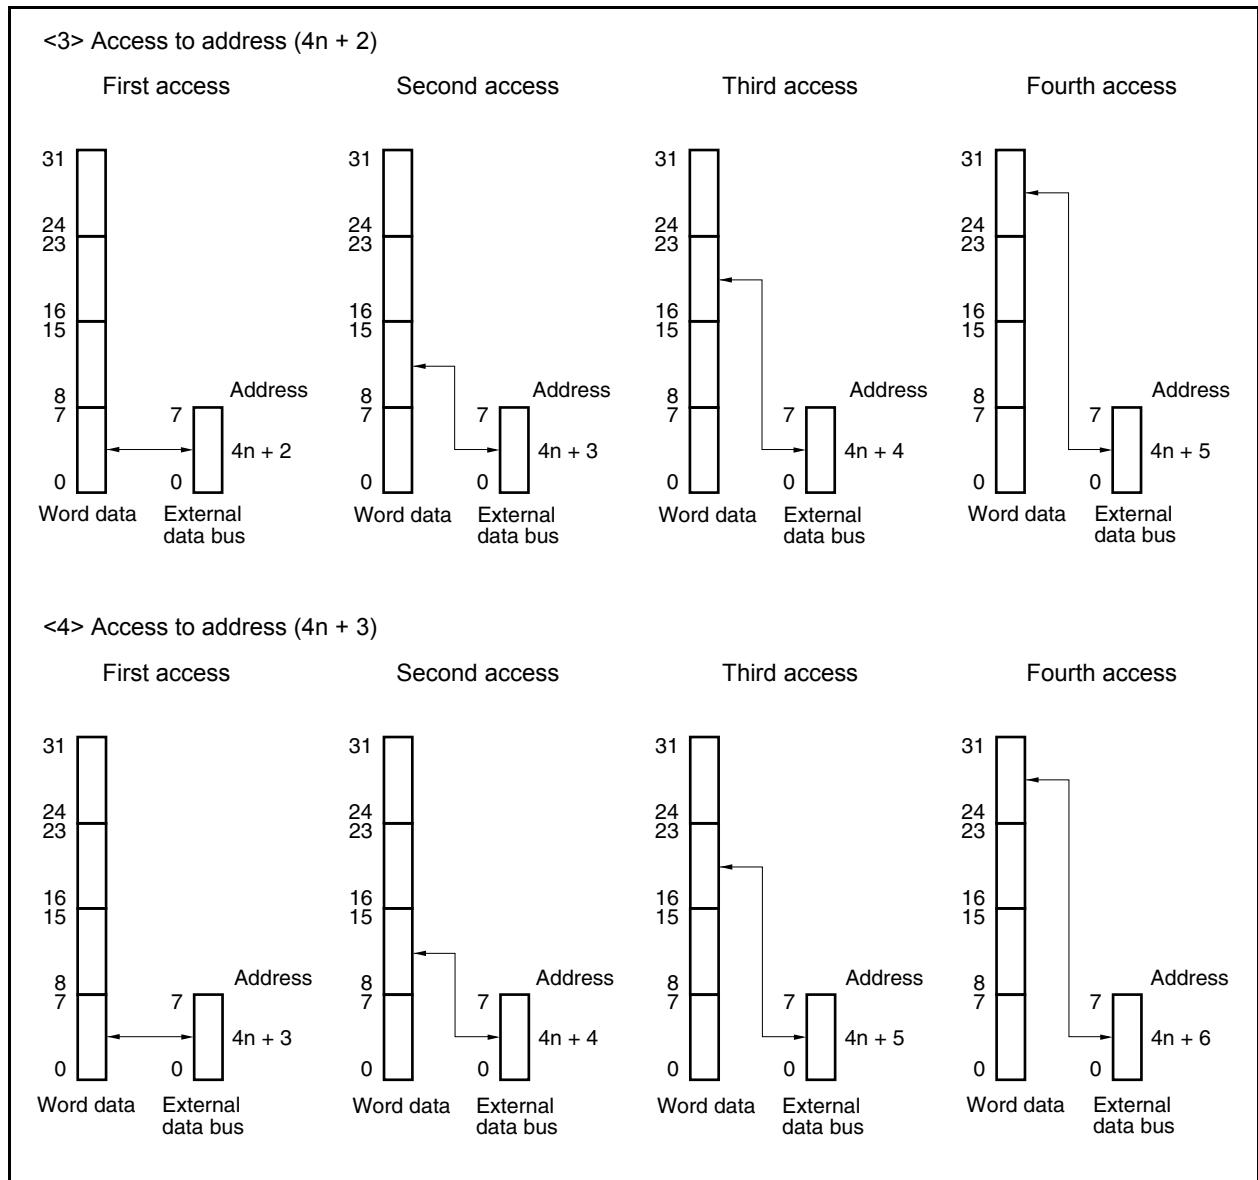 <3> Access to address (4n + 2)
First access Second access Third access Fourth access
31 31 31 31
24 24 24 24
23 23 23 23
16 16 16 16
15 15 15 15
8 Address 8 Address 8 Address 8 Address
7 7 7 7 7 7 7 7
4n + 2 4n + 3 4n + 4 4n + 5
0 0 0 0 0 0 0 0
Word data External Word data External Word data External Word data External
data bus data bus data bus data bus
<4> Access to address (4n + 3)
First access Second access Third access Fourth access
31 31 31 31
24 24 24 24
23 23 23 23
16 16 16 16
15 15 15 15
8 Address 8 Address 8 Address 8 Address
7 7 7 7 7 7 7 7
4n + 3 4n + 4 4n + 5 4n + 6
0 0 0 0 0 0 0 0
Word data External Word data External Word data External Word data External
data bus data bus data bus data bus